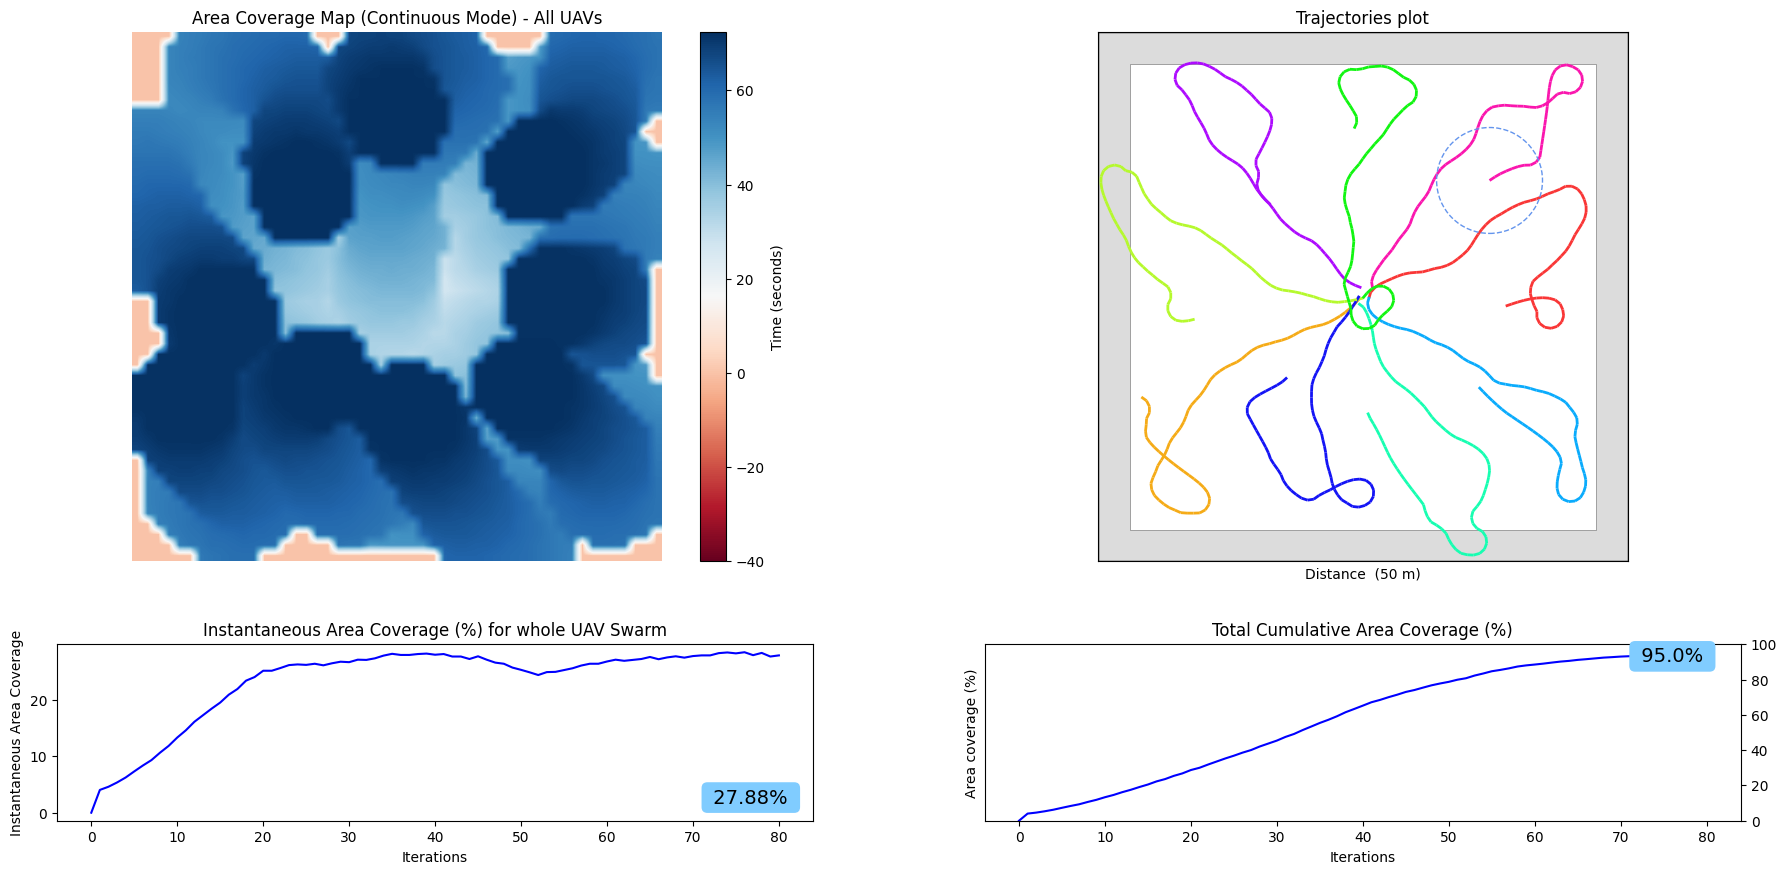 Area Coverage Map (Continuous Mode) - All UAVs
60
40
20
0
−20
−40
Time (seconds)
Trajectories plot
Distance  (50 m)
Instantaneous Area Coverage (%) for whole UAV Swarm
Instantaneous Area Coverage
20
10
0
27.88%
0 10 20 30 40 50 60 70 80
Iterations
Total Cumulative Area Coverage (%)
Area coverage (%)
95.0%
100
80
60
40
20
0
0 10 20 30 40 50 60 70 80
Iterations